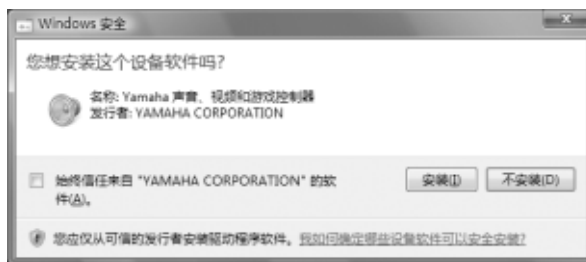 Windows 安全
您想安装这个设备软件吗?
名称: Yamaha 声音、视频和游戏控制器
发行者: YAMAHA CORPORATION
始终信任来自 "YAMAHA CORPORATION" 的软
件(A)。
安装(I)
不安装(D)
您应仅从可信的发行者安装驱动程序软件。我如何确定哪些设备软件可以安全安装?